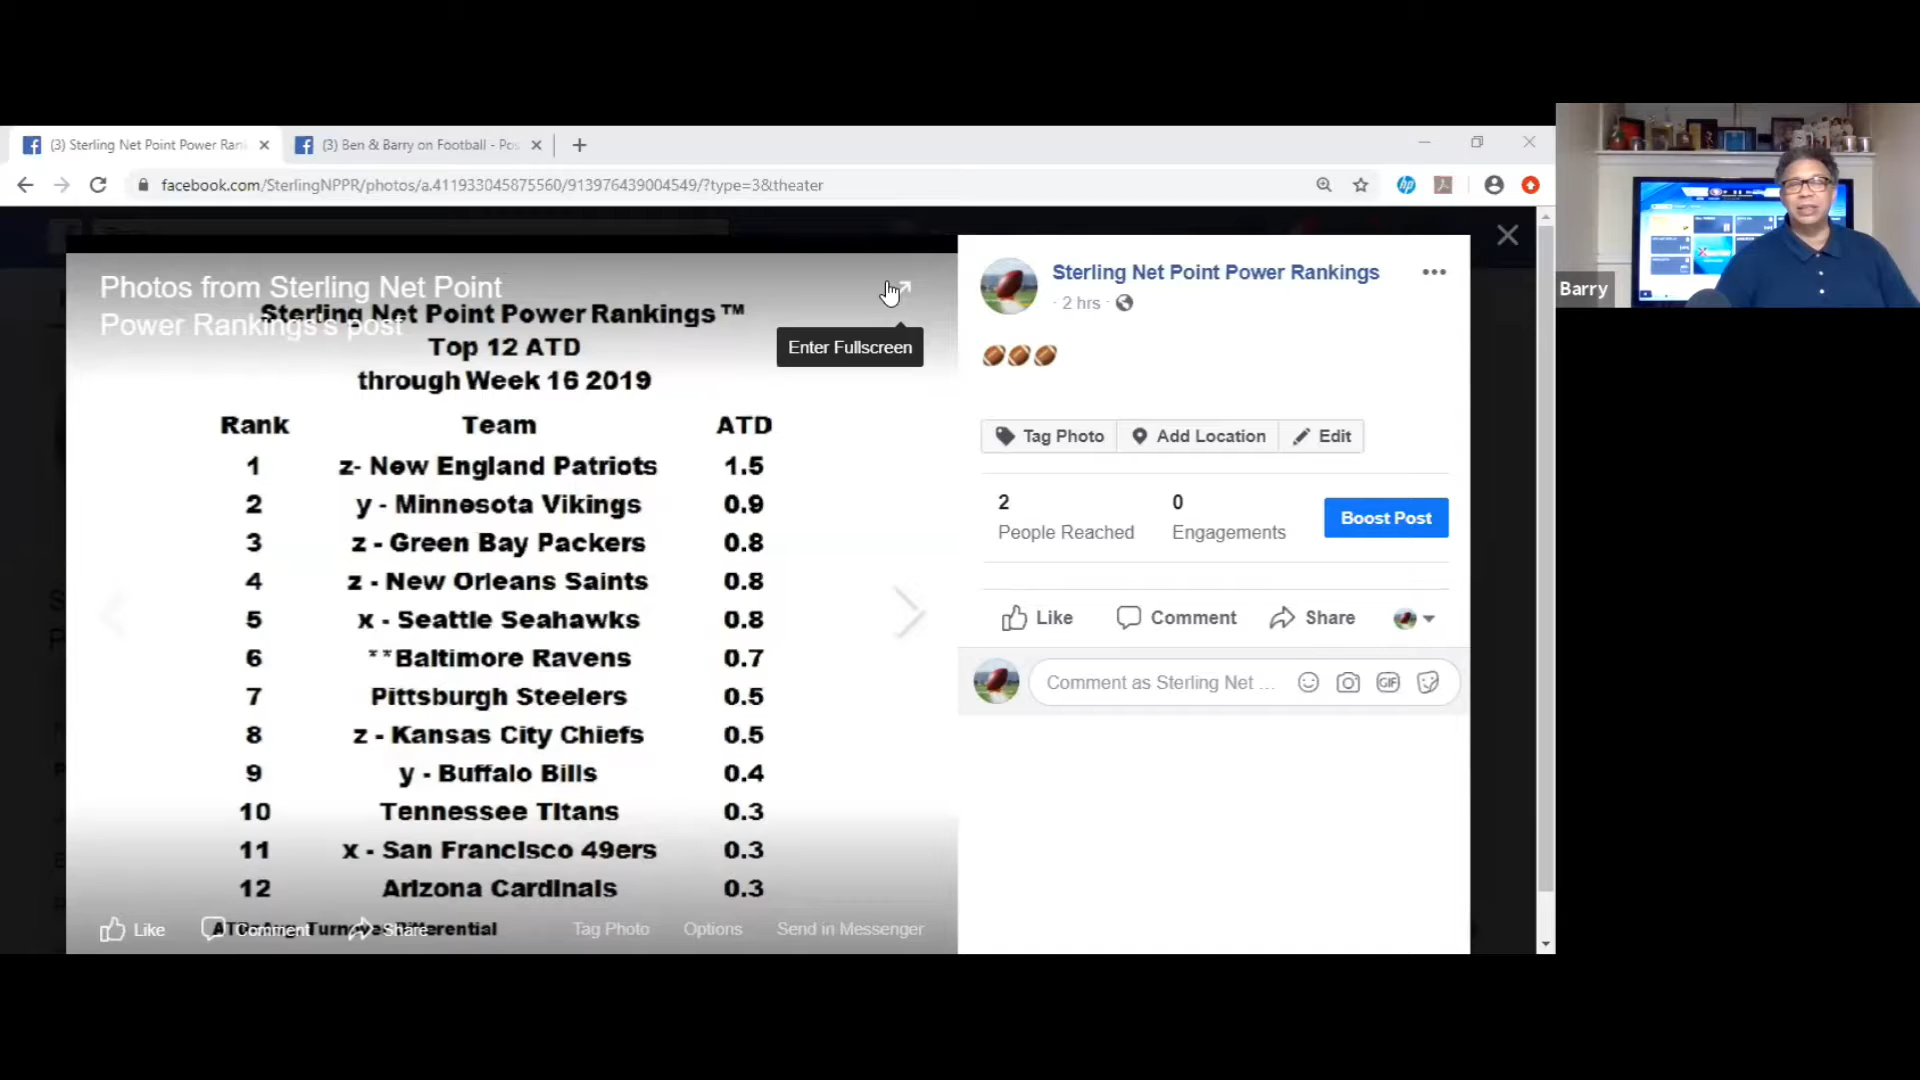 (3) Sterling Net Point Power Ran
(3) Ben & Barry on Football - Pos
facebook.com/SterlingNPPR/photos/a.411933045875560/913976439004549/?type=3&theater
Photos from Sterling Net Point
Power Rankings's post
Sterling Net Point Power Rankings™
Top 12 ATD
through Week 16 2019
Enter Fullscreen
Rank Team ATD
1 z- New England Patriots 1.5
2 y - Minnesota Vikings 0.9
3 z - Green Bay Packers 0.8
4 z - New Orleans Saints 0.8
5 x - Seattle Seahawks 0.8
6 **Baltimore Ravens 0.7
7 Pittsburgh Steelers 0.5
8 z - Kansas City Chiefs 0.5
9 y - Buffalo Bills 0.4
10 Tennessee Titans 0.3
11 x - San Francisco 49ers 0.3
12 Arizona Cardinals 0.3
Like Comment Share Tag Photo Options Send in Messenger
Sterling Net Point Power Rankings
· 2 hrs ·
Tag Photo Add Location Edit
2 0
People Reached Engagements
Boost Post
Like Comment Share
Comment as Sterling Net ... GIF
hp
Barry